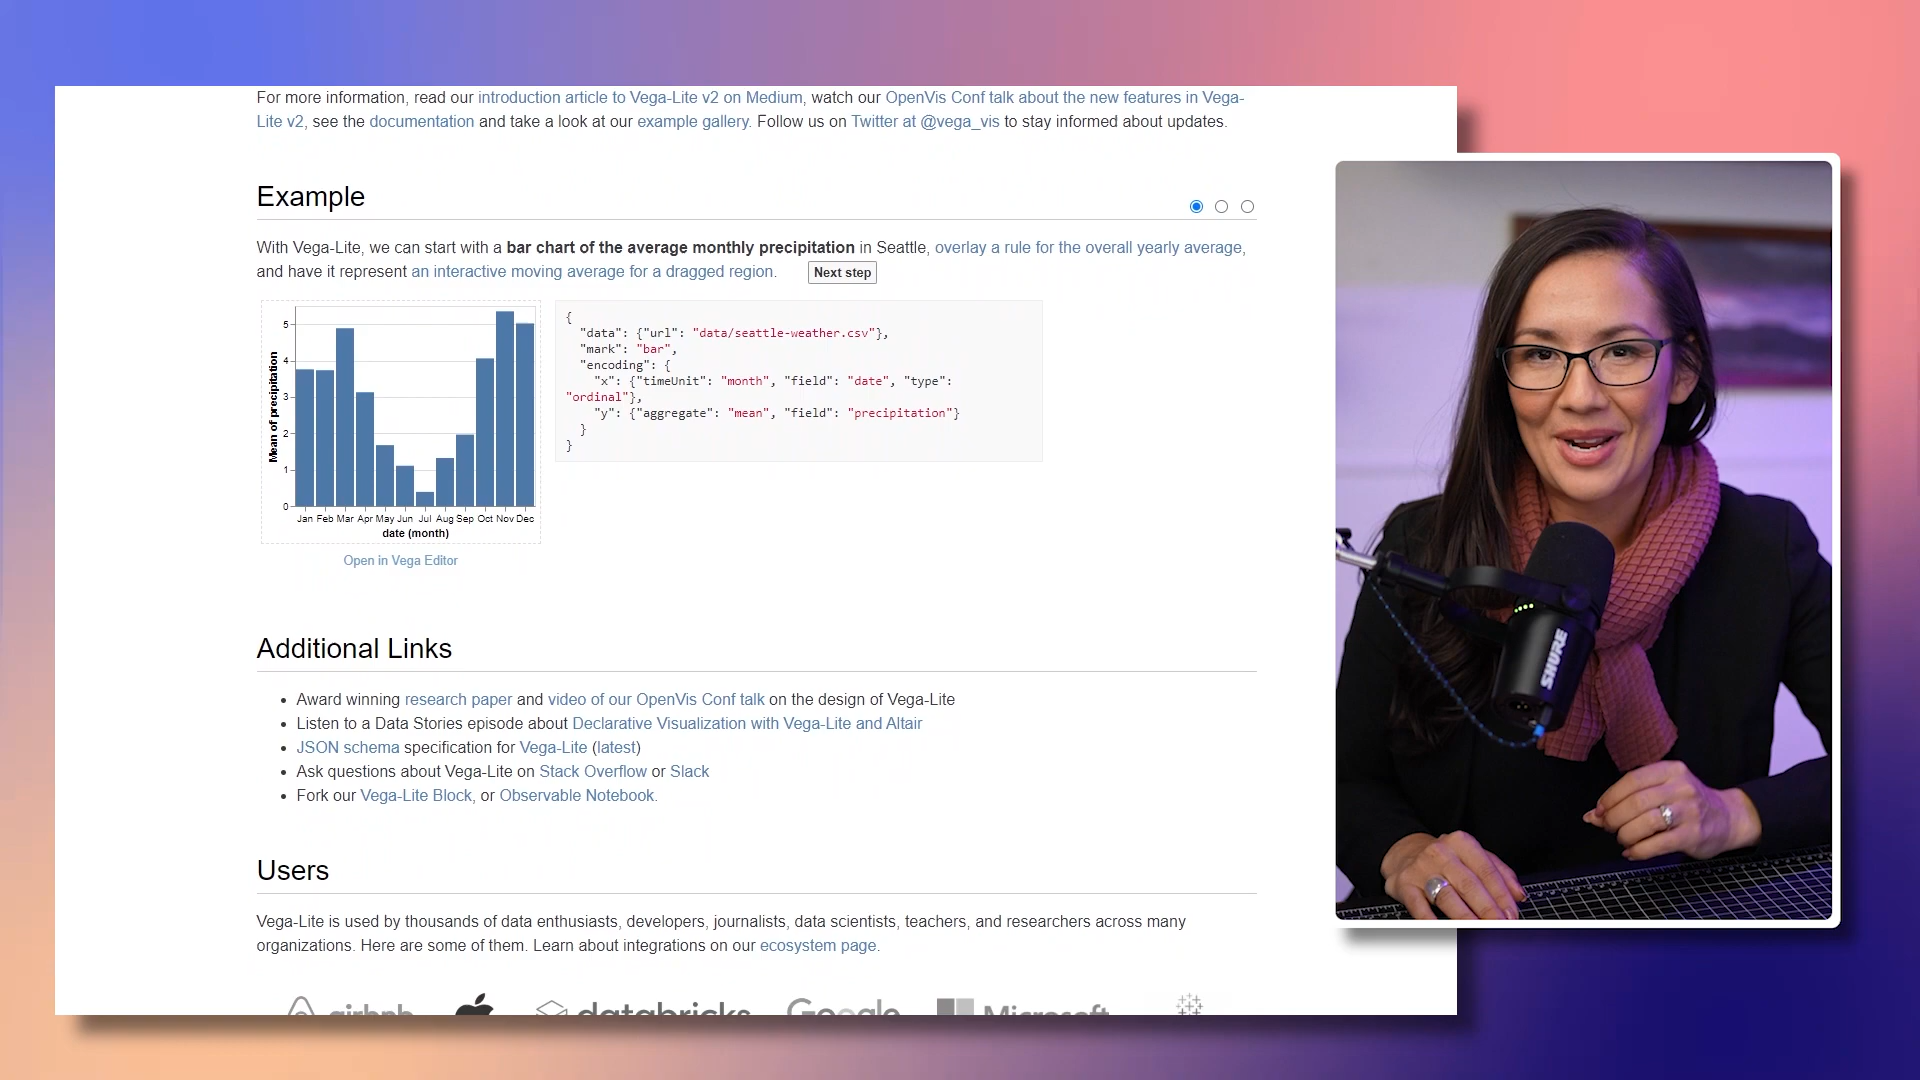 For more information, read our introduction article to Vega-Lite v2 on Medium, watch our OpenVis Conf talk about the new features in Vega-
Lite v2, see the documentation and take a look at our example gallery. Follow us on Twitter at @vega_vis to stay informed about updates.
Example
With Vega-Lite, we can start with a bar chart of the average monthly precipitation in Seattle, overlay a rule for the overall yearly average,
and have it represent an interactive moving average for a dragged region. Next step
Mean of precipitation
5
4
3
2
1
0
Jan Feb Mar Apr May Jun Jul Aug Sep Oct Nov Dec
date (month)
Open in Vega Editor
{
"data": {"url": "data/seattle-weather.csv"},
"mark": "bar",
"encoding": {
"x": {"timeUnit": "month", "field": "date", "type":
"ordinal"},
"y": {"aggregate": "mean", "field": "precipitation"}
}
}
Additional Links
Award winning research paper and video of our OpenVis Conf talk on the design of Vega-Lite
Listen to a Data Stories episode about Declarative Visualization with Vega-Lite and Altair
JSON schema specification for Vega-Lite (latest)
Ask questions about Vega-Lite on Stack Overflow or Slack
Fork our Vega-Lite Block, or Observable Notebook.
Users
Vega-Lite is used by thousands of data enthusiasts, developers, journalists, data scientists, teachers, and researchers across many
organizations. Here are some of them. Learn about integrations on our ecosystem page.
airbnb databricks Google Microsoft
SHURE